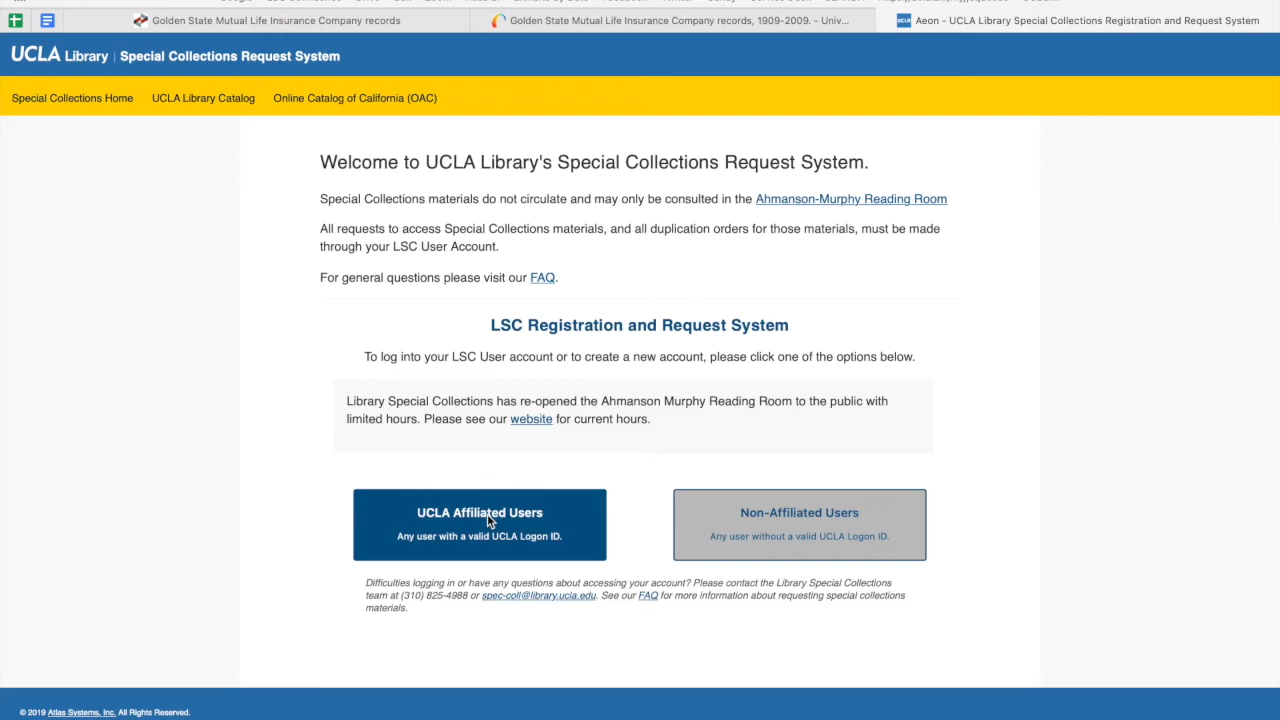 Golden State Mutual Life Insurance Company records
Golden State Mutual Life Insurance Company records, 1909-2009. - Univ...
Aeon - UCLA Library Special Collections Registration and Request System
UCLA Library | Special Collections Request System
Special Collections Home UCLA Library Catalog Online Catalog of California (OAC)
Welcome to UCLA Library's Special Collections Request System.
Special Collections materials do not circulate and may only be consulted in the Ahmanson-Murphy Reading Room
All requests to access Special Collections materials, and all duplication orders for those materials, must be made
through your LSC User Account.
For general questions please visit our FAQ.
LSC Registration and Request System
To log into your LSC User account or to create a new account, please click one of the options below.
Library Special Collections has re-opened the Ahmanson Murphy Reading Room to the public with
limited hours. Please see our website for current hours.
UCLA Affiliated Users
Any user with a valid UCLA Logon ID.
Non-Affiliated Users
Any user without a valid UCLA Logon ID.
Difficulties logging in or have any questions about accessing your account? Please contact the Library Special Collections
team at (310) 825-4988 or spec-coll@library.ucla.edu. See our FAQ for more information about requesting special collections
materials.
© 2019 Atlas Systems, Inc. All Rights Reserved.